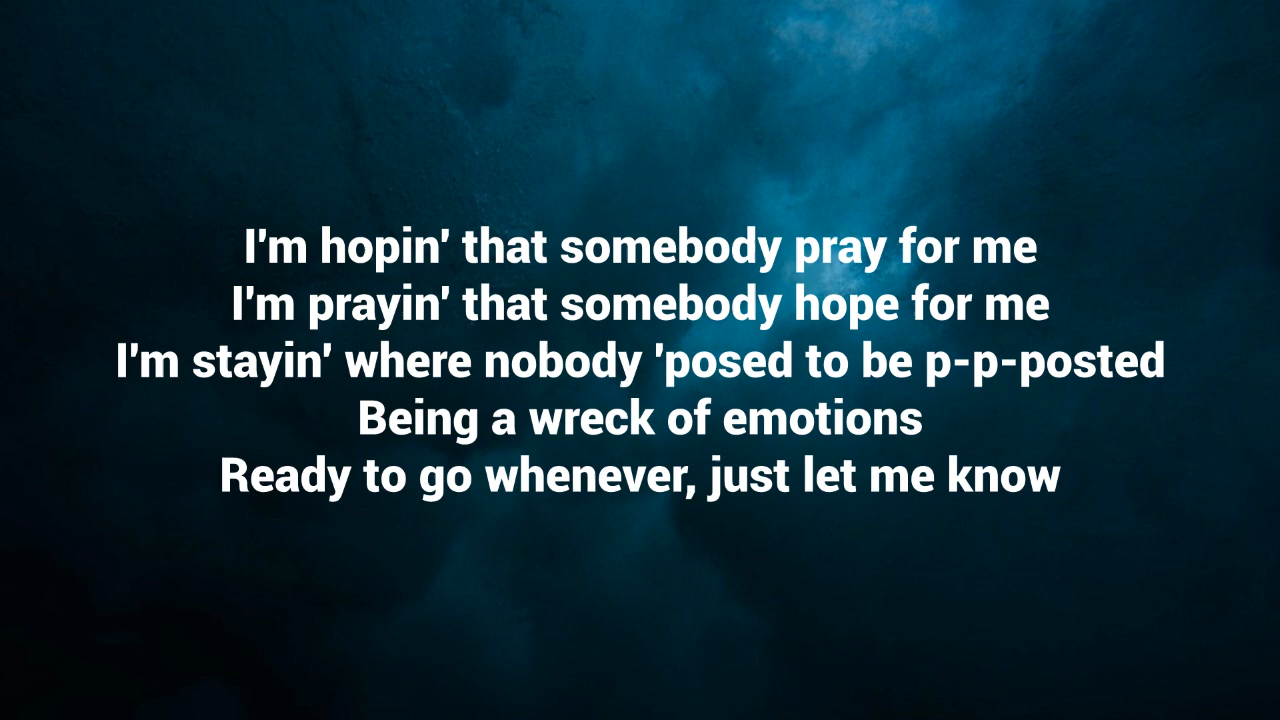 I'm hopin' that somebody pray for me
I'm prayin' that somebody hope for me
I'm stayin' where nobody 'posed to be p-p-posted
Being a wreck of emotions
Ready to go whenever, just let me know